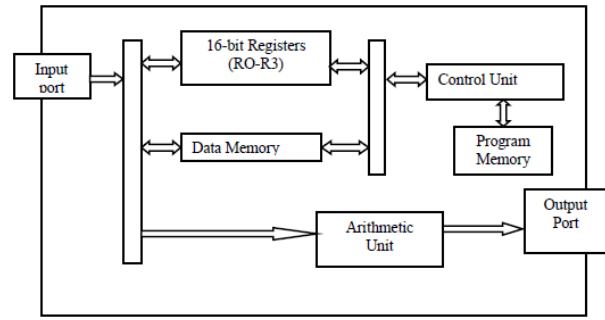 16-bit Registers
(RO-R3)
Input
port
Control Unit
Data Memory
Program
Memory
Arithmetic
Unit
Output
Port